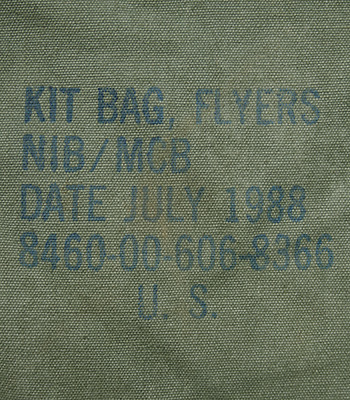 KIT BAG, FLYERS
NIB/MCB
DATE JULY 1988
8460-00-606-8366
U. S.